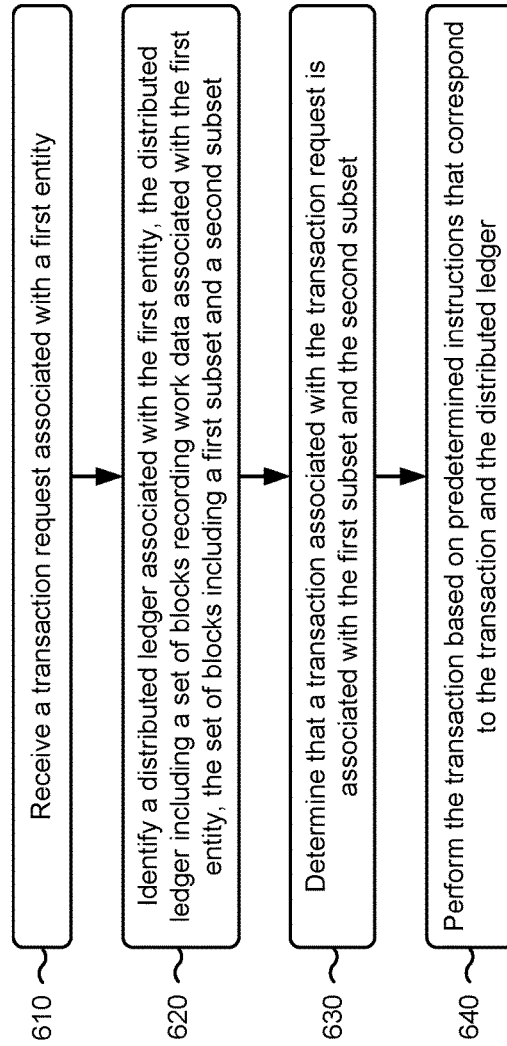 610
Receive a transaction request associated with a first entity
620
Identify a distributed ledger associated with the first entity, the distributed
ledger including a set of blocks recording work data associated with the first
entity, the set of blocks including a first subset and a second subset
630
Determine that a transaction associated with the transaction request is
associated with the first subset and the second subset
640
Perform the transaction based on predetermined instructions that correspond
to the transaction and the distributed ledger